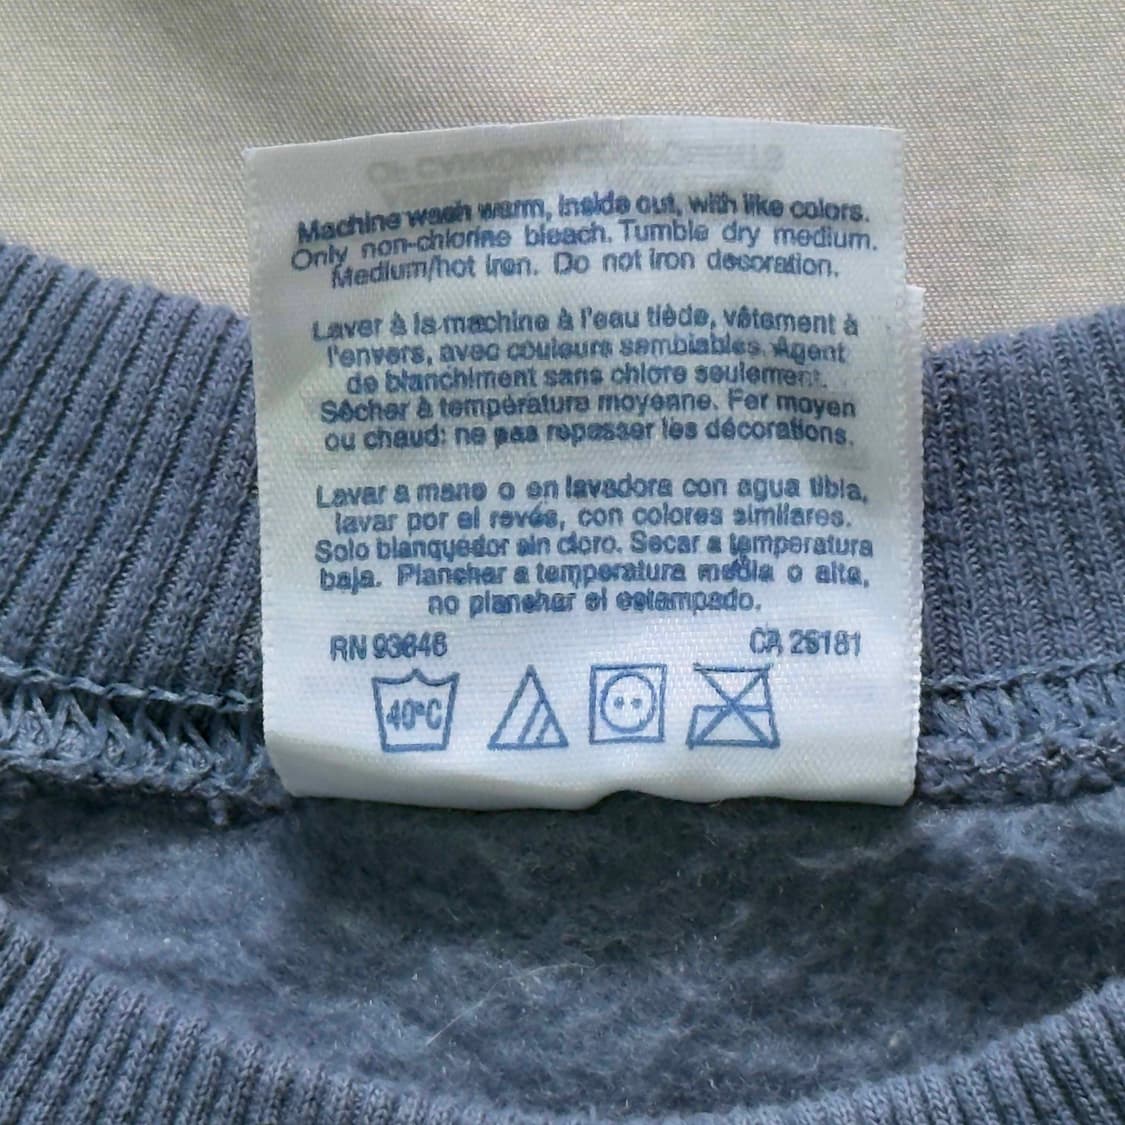 Machine wash warm, inside out, with like colors.
Only non-chlorine bleach. Tumble dry medium.
Medium/hot iron. Do not iron decoration.
Laver à la machine à l'eau tiède, vêtement à
l'envers, avec couleurs semblables. Agent
de blanchiment sans chlore seulement.
Sécher à température moyenne. Fer moyen
ou chaud: ne pas repasser les décorations.
Lavar a mano o en lavadora con agua tibia,
lavar por el revés, con colores similares.
Solo blanquedor sin cloro. Secar a temperatura
baja. Planchar a temperatura media o alta,
no planchar el estampado.
RN 93646 CA 25181
40°C